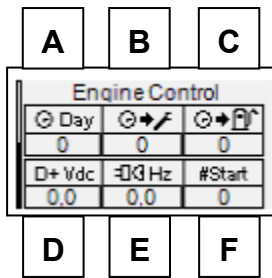 A B C
Engine Control
Day
0 0 0
D+ Vdc Hz #Start
0,0 0,0 0
D E F